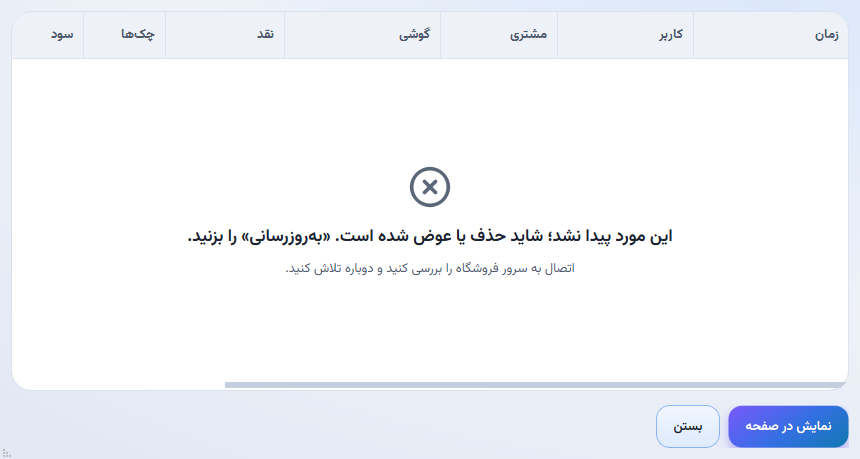 زمان کاربر مشتری گوشی نقد چک‌ها سود
این مورد پیدا نشد؛ شاید حذف یا عوض شده است. «به‌روزرسانی» را بزنید.
اتصال به سرور فروشگاه را بررسی کنید و دوباره تلاش کنید.
نمایش در صفحه بستن